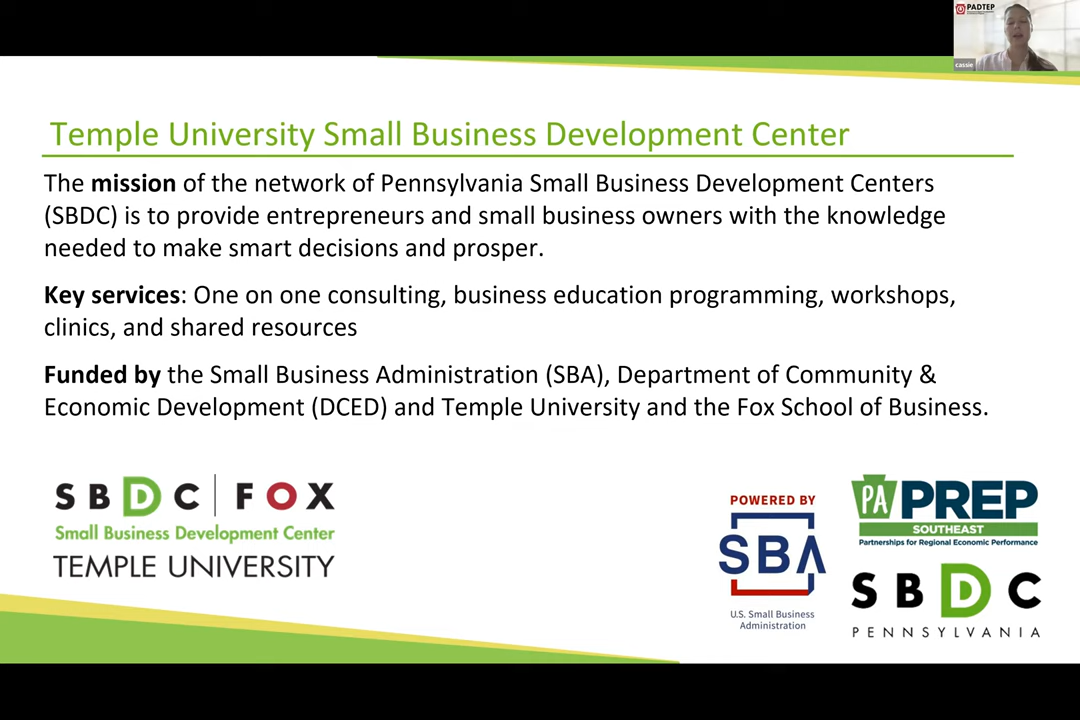 PADTEP
cassie
Temple University Small Business Development Center
The mission of the network of Pennsylvania Small Business Development Centers
(SBDC) is to provide entrepreneurs and small business owners with the knowledge
needed to make smart decisions and prosper.
Key services: One on one consulting, business education programming, workshops,
clinics, and shared resources
Funded by the Small Business Administration (SBA), Department of Community &
Economic Development (DCED) and Temple University and the Fox School of Business.
SBDC | FOX
Small Business Development Center
TEMPLE UNIVERSITY
POWERED BY
SBA
U.S. Small Business
Administration
PA PREP
SOUTHEAST
Partnerships for Regional Economic Performance
SBDC
PENNSYLVANIA